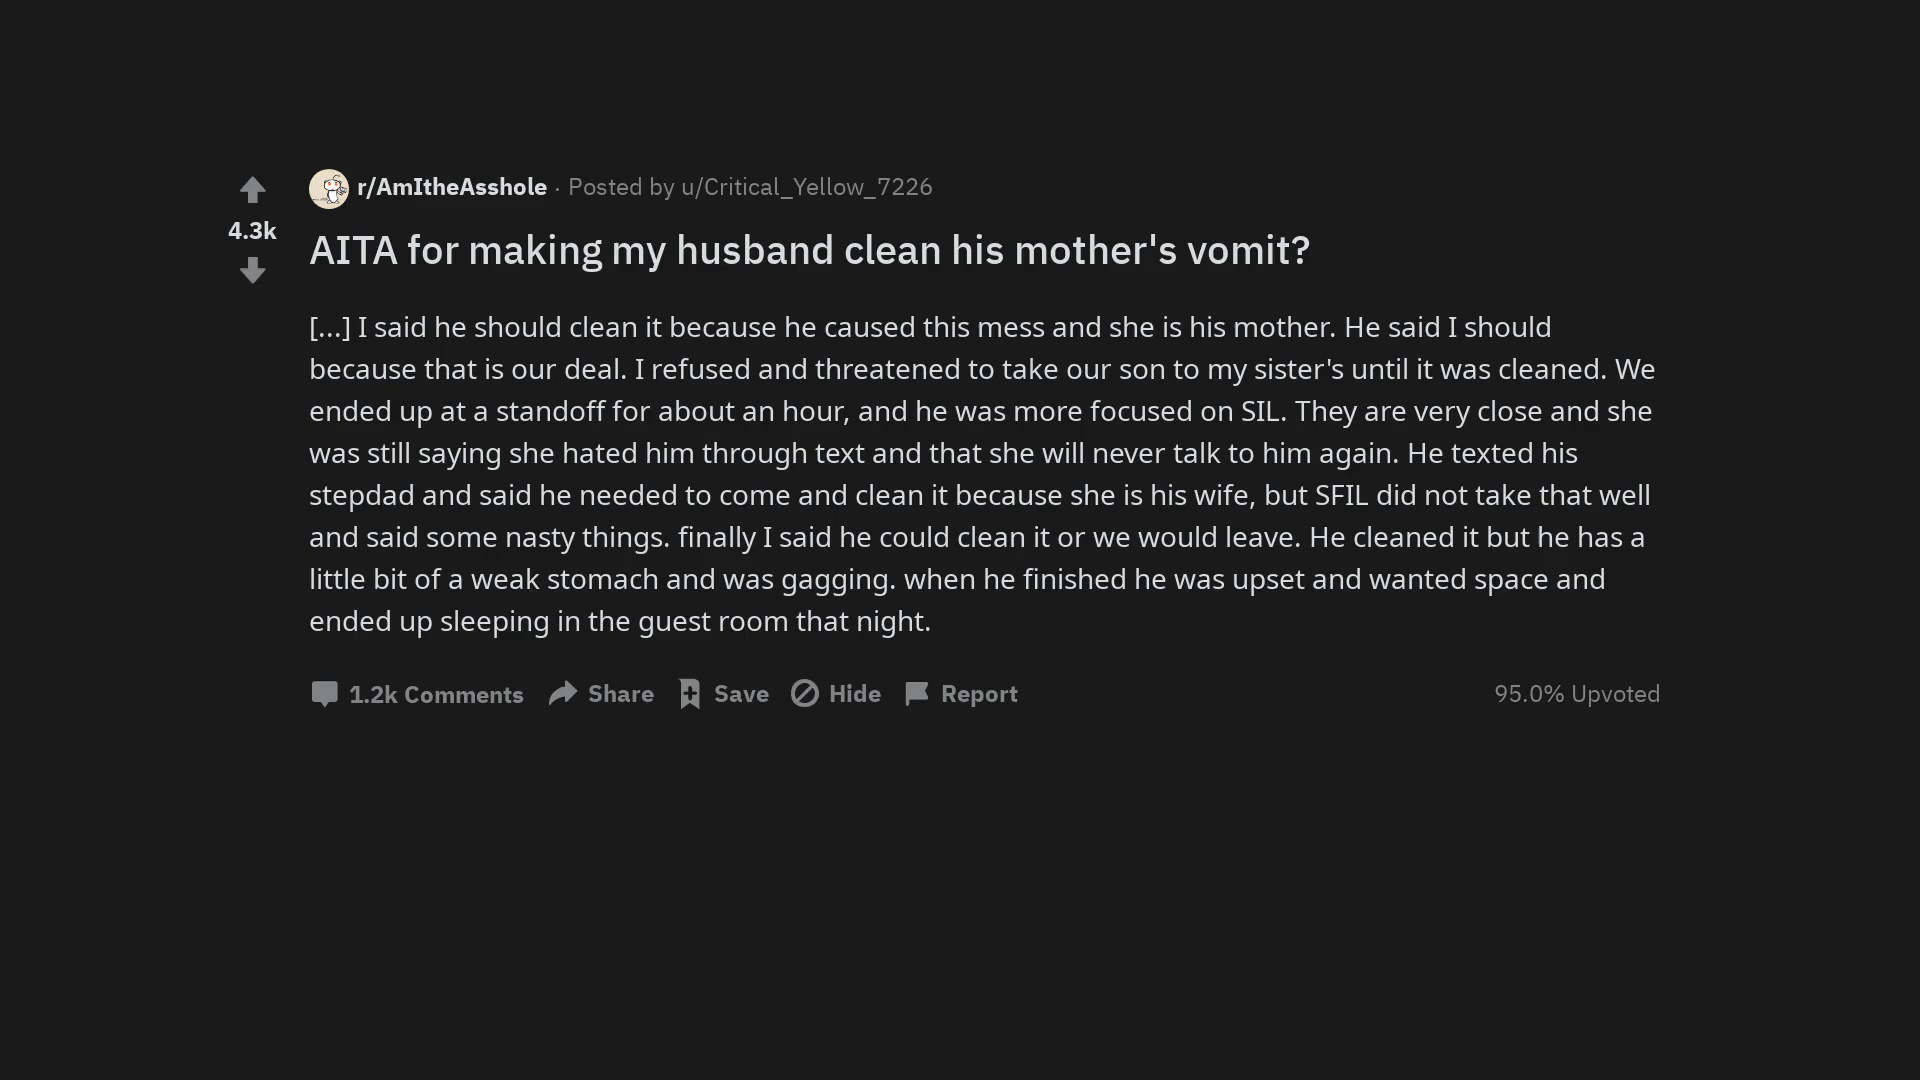 r/AmItheAsshole · Posted by u/Critical_Yellow_7226
4.3k
AITA for making my husband clean his mother's vomit?
[...] I said he should clean it because he caused this mess and she is his mother. He said I should
because that is our deal. I refused and threatened to take our son to my sister's until it was cleaned. We
ended up at a standoff for about an hour, and he was more focused on SIL. They are very close and she
was still saying she hated him through text and that she will never talk to him again. He texted his
stepdad and said he needed to come and clean it because she is his wife, but SFIL did not take that well
and said some nasty things. finally I said he could clean it or we would leave. He cleaned it but he has a
little bit of a weak stomach and was gagging. when he finished he was upset and wanted space and
ended up sleeping in the guest room that night.
1.2k Comments Share Save Hide Report 95.0% Upvoted